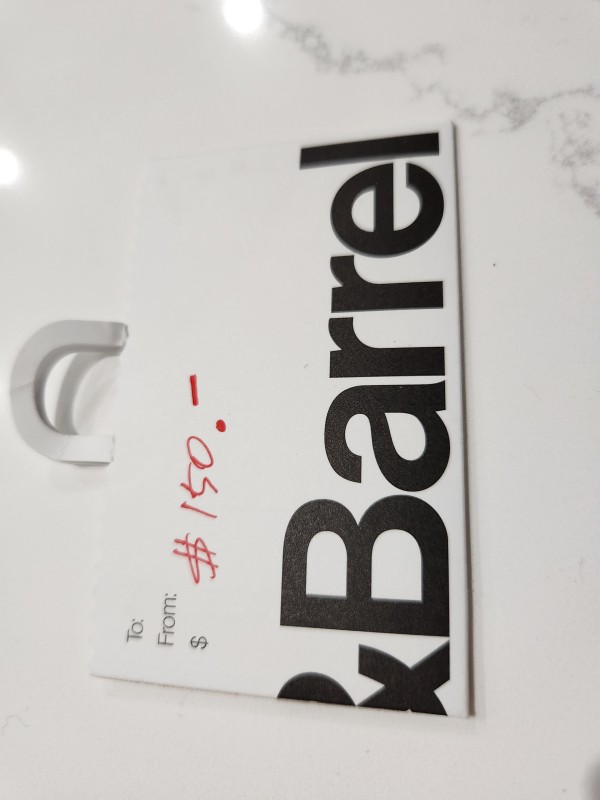 To:
From:
$ $150.-
&Barrel